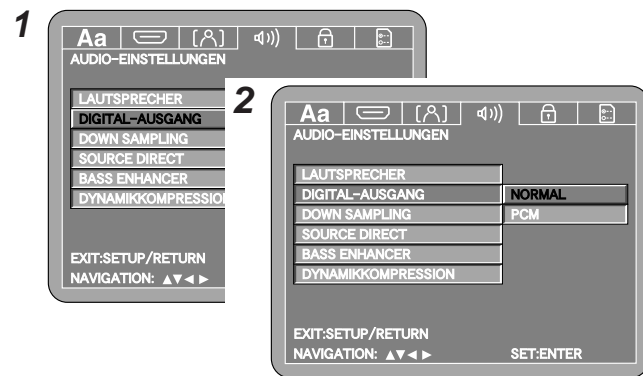 1
Aa
AUDIO-EINSTELLUNGEN
LAUTSPRECHER
DIGITAL-AUSGANG
DOWN SAMPLING
SOURCE DIRECT
BASS ENHANCER
DYNAMIKKOMPRESSIO
EXIT:SETUP/RETURN
NAVIGATION: ▲▼◄ ►
2
Aa
AUDIO-EINSTELLUNGEN
LAUTSPRECHER
DIGITAL-AUSGANG NORMAL
DOWN SAMPLING PCM
SOURCE DIRECT
BASS ENHANCER
DYNAMIKKOMPRESSION
EXIT:SETUP/RETURN
NAVIGATION: ▲▼◄ ► SET:ENTER